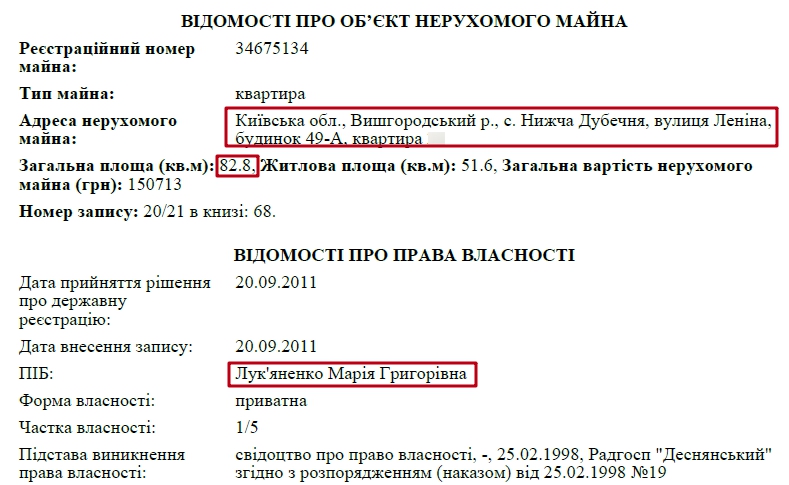 ВІДОМОСТІ ПРО ОБ’ЄКТ НЕРУХОМОГО МАЙНА
Реєстраційний номер майна: 34675134
Тип майна: квартира
Адреса нерухомого майна: Київська обл., Вишгородський р., с. Нижча Дубечня, вулиця Леніна, будинок 49-А, квартира
Загальна площа (кв.м): 82.8, Житлова площа (кв.м): 51.6, Загальна вартість нерухомого
майна (грн): 150713
Номер запису: 20/21 в книзі: 68.
ВІДОМОСТІ ПРО ПРАВА ВЛАСНОСТІ
Дата прийняття рішення про державну реєстрацію: 20.09.2011
Дата внесення запису: 20.09.2011
ПІБ: Лук'яненко Марія Григорівна
Форма власності: приватна
Частка власності: 1/5
Підстава виникнення права власності: свідоцтво про право власності, -, 25.02.1998, Радгосп "Деснянський" згідно з розпорядженням (наказом) від 25.02.1998 №19